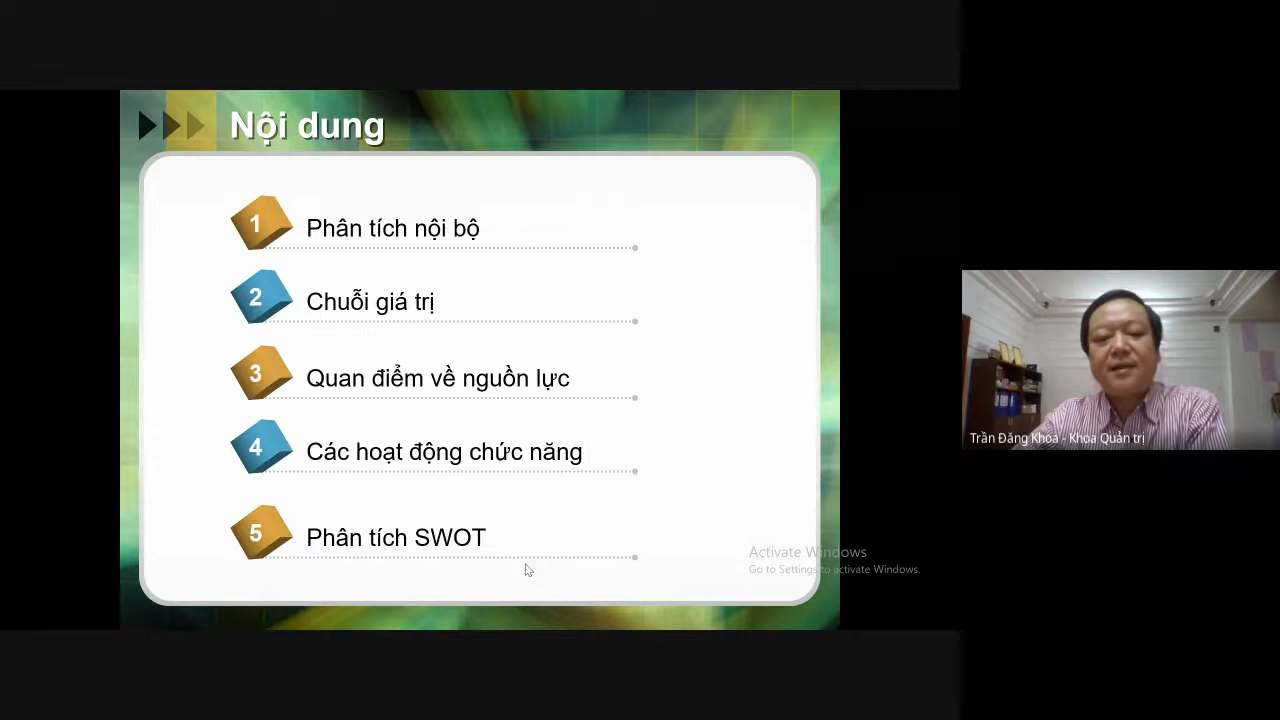 Nội dung
1 Phân tích nội bộ
2 Chuỗi giá trị
3 Quan điểm về nguồn lực
4 Các hoạt động chức năng
5 Phân tích SWOT
Activate Windows
Go to Settings to activate Windows.
Trần Đăng Khoa - Khoa Quản trị